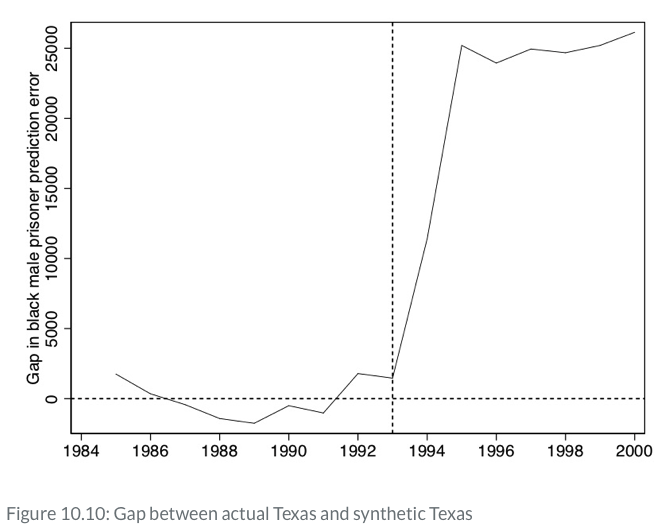 Gap in black male prisoner prediction error
25000
20000
15000
10000
5000
0
1984 1986 1988 1990 1992 1994 1996 1998 2000
Figure 10.10: Gap between actual Texas and synthetic Texas